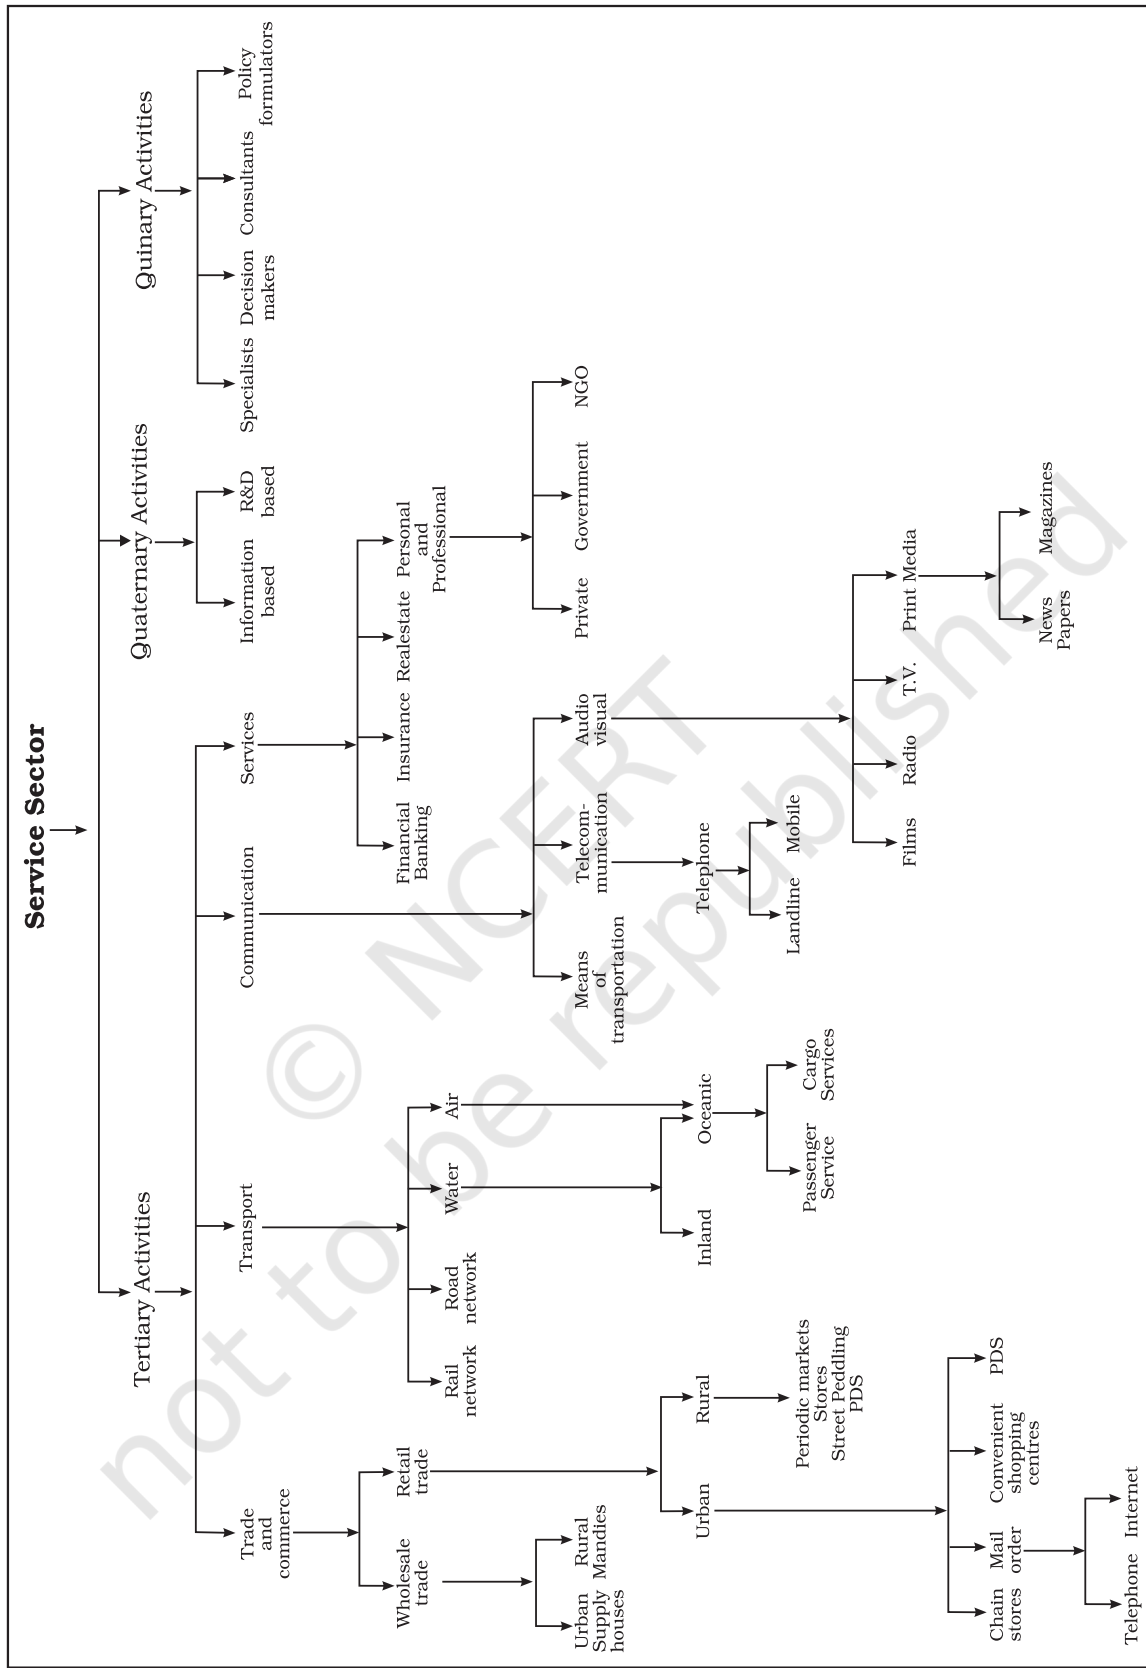 Service Sector
Tertiary Activities
Quaternary Activities
Quinary Activities
Trade
and
commerce
Transport
Communication
Services
Information
based
R&D
based
Specialists
Decision
makers
Consultants
Policy
formulators
Wholesale
trade
Retail
trade
Rail
network
Road
network
Water
Air
Financial
Banking
Insurance
Realestate
Personal
and
Professional
Urban
Supply
houses
Rural
Mandies
Means
of
transportation
Telecom-
munication
Audio
visual
Private
Government
NGO
Urban
Rural
Inland
Oceanic
Telephone
Periodic markets
Stores
Street Peddling
PDS
Passenger
Service
Cargo
Services
Landline
Mobile
Films
Radio
T.V.
Print Media
Chain
stores
Mail
order
Convenient
shopping
centres
PDS
News
Papers
Magazines
Telephone
Internet
© NCERT
not to be republished